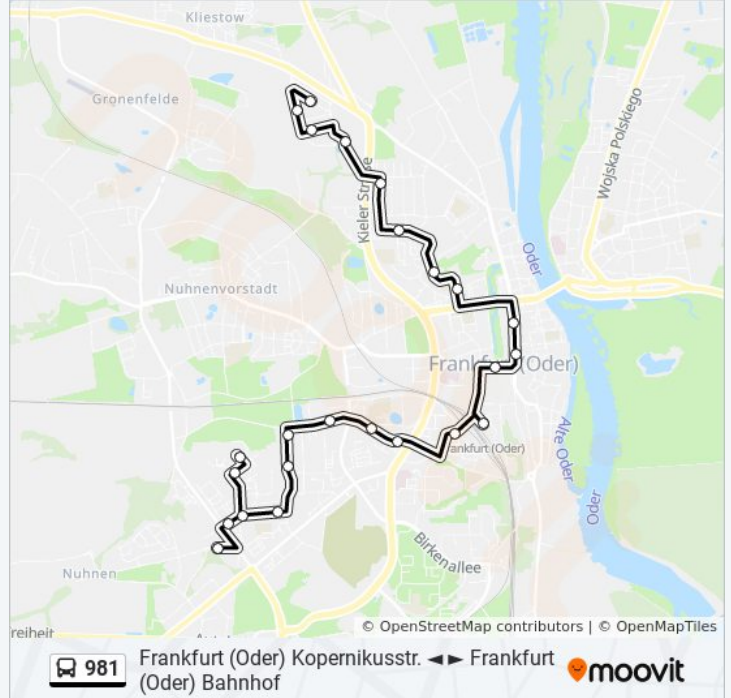 Kliestow
Gronenfelde
Wojska Polskiego
Kieler Straße
Oder
Nuhnenvorstadt
Frankfurt (Oder)
Alte Oder
Frankfurt (Oder)
Oder
Birkenallee
Nuhnen
© OpenStreetMap contributors | © OpenMapTiles
981
Frankfurt (Oder) Kopernikusstr. ◄► Frankfurt
(Oder) Bahnhof
moovit